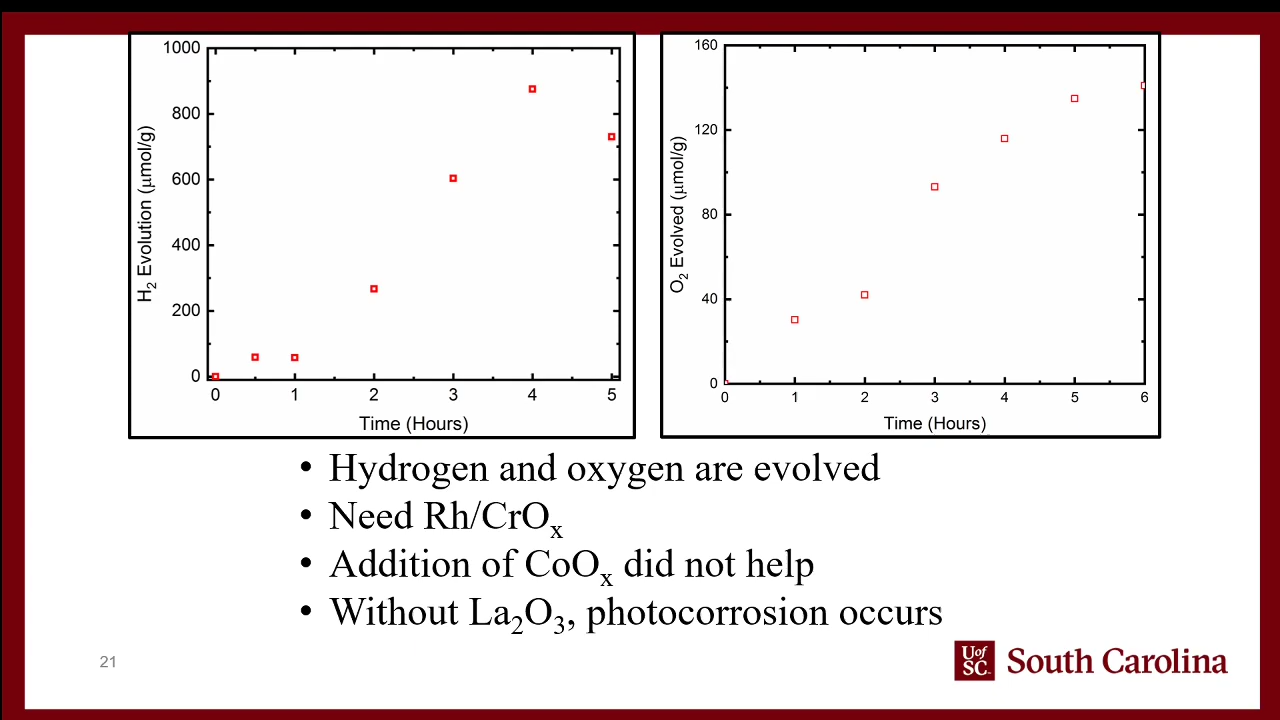 1000
800
600
400
200
0
H₂ Evolution (μmol/g)
0 1 2 3 4 5
Time (Hours)
160
120
80
40
0
O₂ Evolved (μmol/g)
0 1 2 3 4 5 6
Time (Hours)
• Hydrogen and oxygen are evolved
• Need Rh/CrOₓ
• Addition of CoOₓ did not help
• Without La₂O₃, photocorrosion occurs
21
U of SC
South Carolina